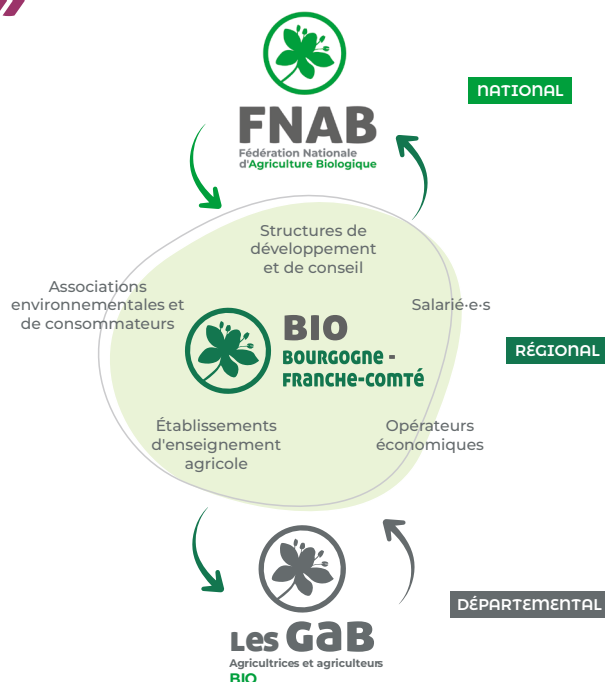 NATIONAL
FNAB
Fédération Nationale
d'Agriculture Biologique
Structures de
développement
et de conseil
Associations
environnementales et
de consommateurs
Salarié·e·s
BIO
BOURGOGNE -
FRANCHE-COMTÉ
RÉGIONAL
Établissements
d'enseignement
agricole
Opérateurs
économiques
DÉPARTEMENTAL
Les GaB
Agricultrices et agriculteurs
BIO